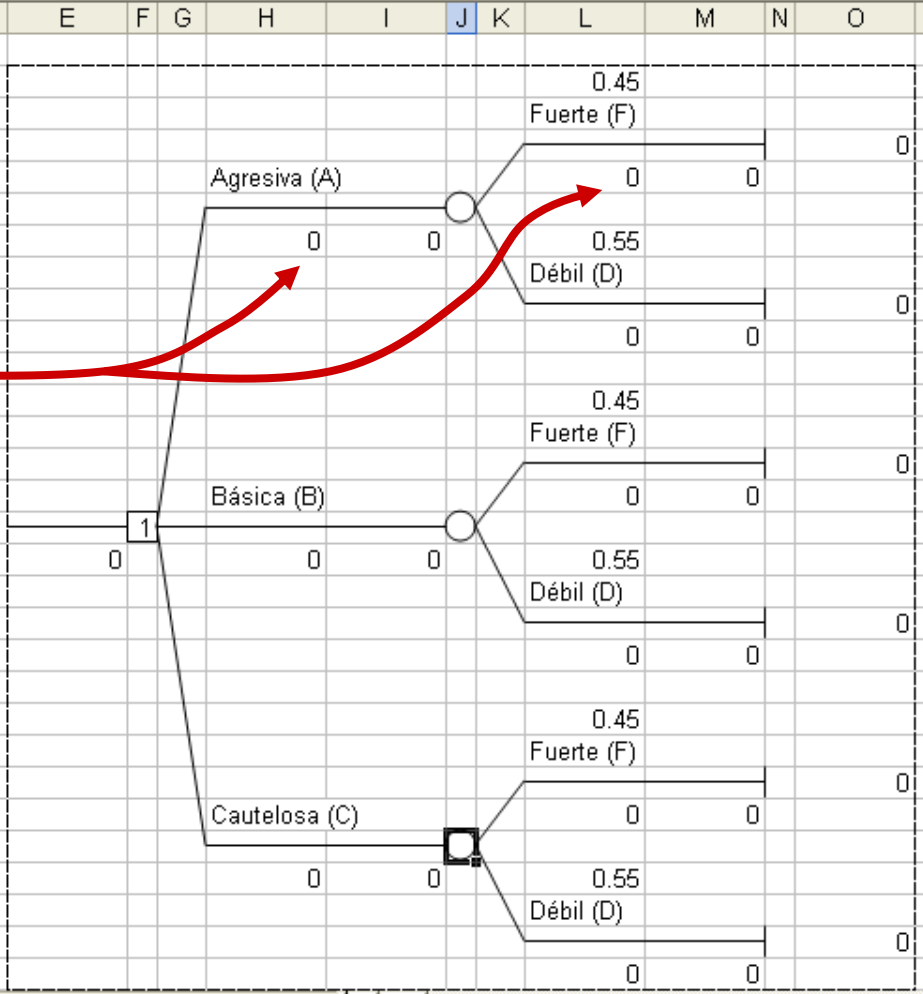 E F G H I J K L M N O
0.45
Fuerte (F)
0
Agresiva (A) 0 0
0 0 0.55
Débil (D)
0
0 0
0.45
Fuerte (F)
0
Básica (B) 0 0
1
0 0 0 0.55
Débil (D)
0
0 0
0.45
Fuerte (F)
0
Cautelosa (C) 0 0
0 0 0.55
Débil (D)
0
0 0